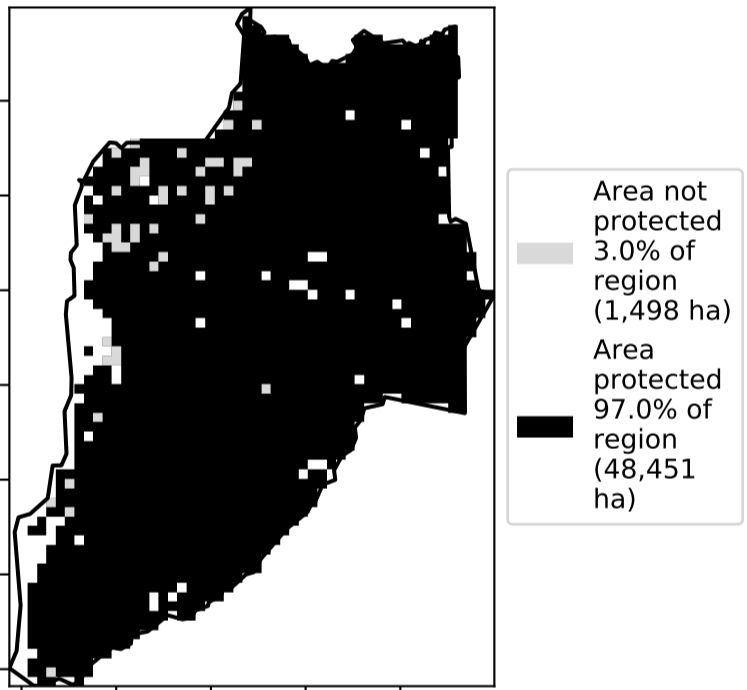 Area not
protected
3.0% of
region
(1,498 ha)
Area
protected
97.0% of
region
(48,451
ha)